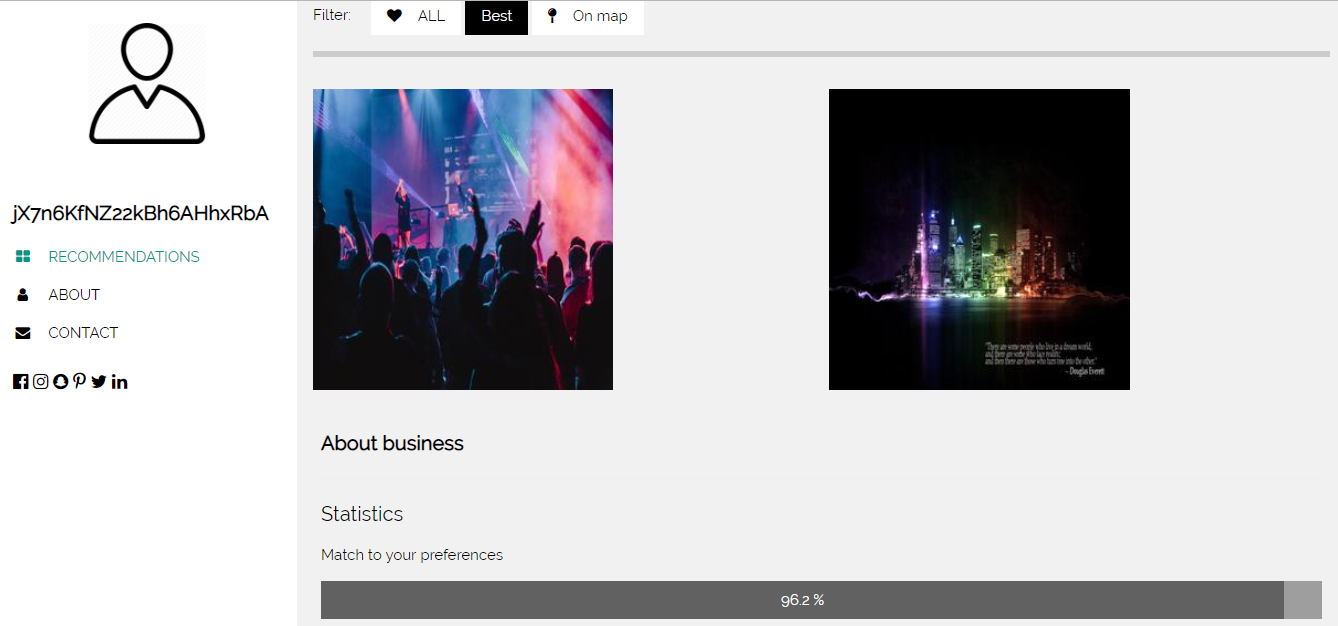 Filter:
ALL
Best
On map
jX7n6KfNZ22kBh6AHhxRbA
RECOMMENDATIONS
ABOUT
CONTACT
"There are some people who live in a dream world,
and there are some who face reality;
and then there are those who turn one into the other."
- Douglas Everett
About business
Statistics
Match to your preferences
96.2 %